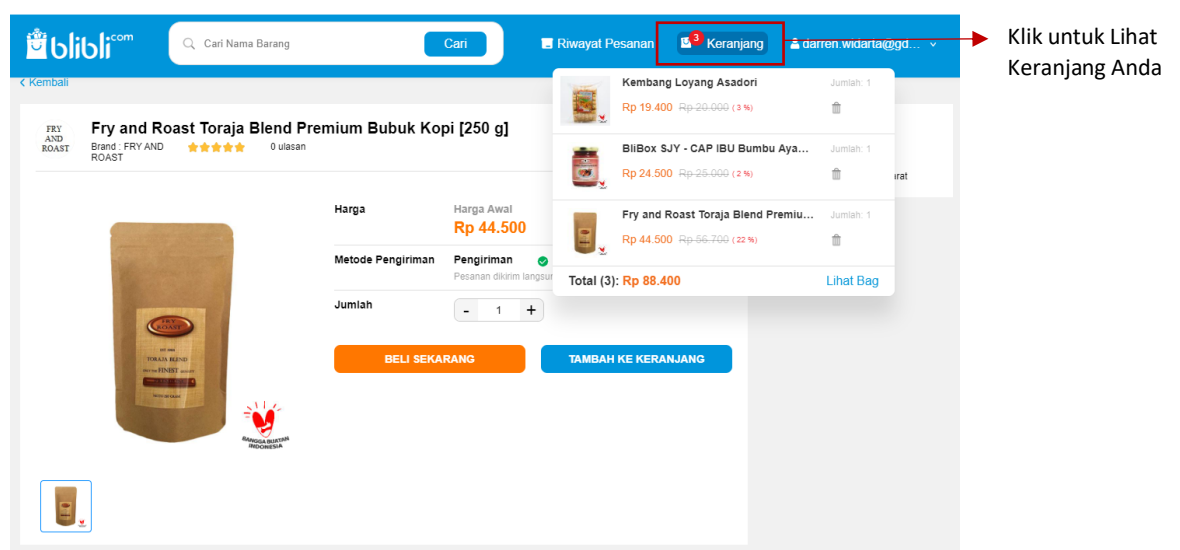 blibli.com
Cari Nama Barang
Cari
Riwayat Pesanan
3
Keranjang
darren.widarta@gd...
Klik untuk Lihat
Keranjang Anda
Kembali
FRY
AND
ROAST
Fry and Roast Toraja Blend Premium Bubuk Kopi [250 g]
Brand : FRY AND
ROAST
0 ulasan
Kembang Loyang Asadori
Jumlah: 1
Rp 19.400 Rp 20.000 (3 %)
BliBox SJY - CAP IBU Bumbu Aya...
Jumlah: 1
Rp 24.500 Rp 25.000 (2 %)
Fry and Roast Toraja Blend Premiu...
Jumlah: 1
Rp 44.500 Rp 56.700 (22 %)
Total (3): Rp 88.400
Lihat Bag
arat
Harga
Harga Awal
Rp 44.500
Metode Pengiriman
Pengiriman
Pesanan dikirim langsu
Jumlah
- 1 +
BELI SEKARANG
TAMBAH KE KERANJANG
FRY
ROAST
TORAJA BLEND
FINEST
BANGGA BUATAN
INDONESIA